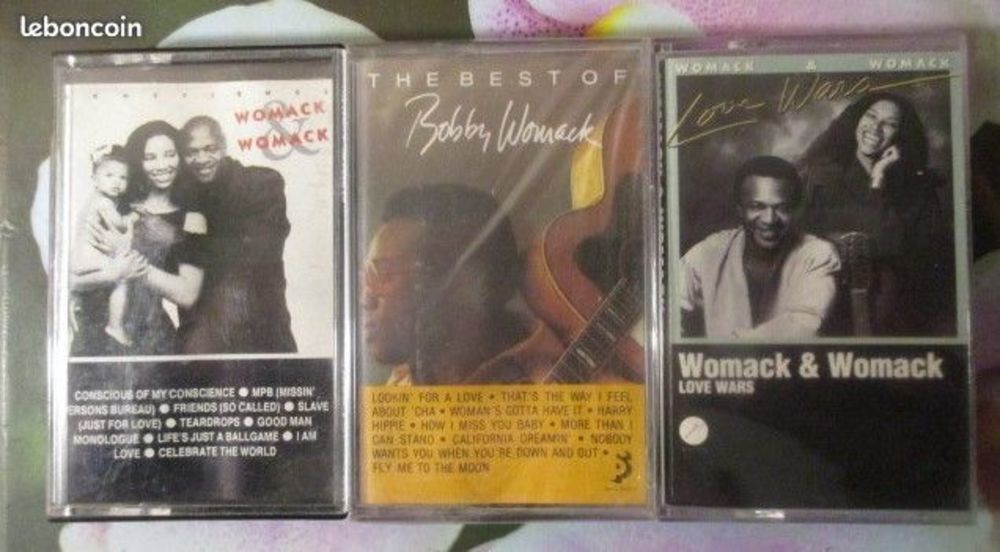 leboncoin
CONSCIENCE
WOMACK
&
WOMACK
CONSCIOUS OF MY CONSCIENCE ● MPB (MISSIN'
ERSONS BUREAU) ● FRIENDS (SO CALLED) ● SLAVE
(JUST FOR LOVE) ● TEARDROPS ● GOOD MAN
MONOLOGUE ● LIFE'S JUST A BALLGAME ● I AM
LOVE ● CELEBRATE THE WORLD
THE BEST OF
Bobby Womack
LOOKIN' FOR A LOVE • THAT'S THE WAY I FEEL
ABOUT 'CHA • WOMAN'S GOTTA HAVE IT • HARRY
HIPPIE • HOW I MISS YOU BABY • MORE THAN I
CAN STAND • CALIFORNIA DREAMIN' • NOBODY
WANTS YOU WHEN YOU'RE DOWN AND OUT •
FLY ME TO THE MOON
WOMACK & WOMACK
Love Wars
Womack & Womack
LOVE WARS